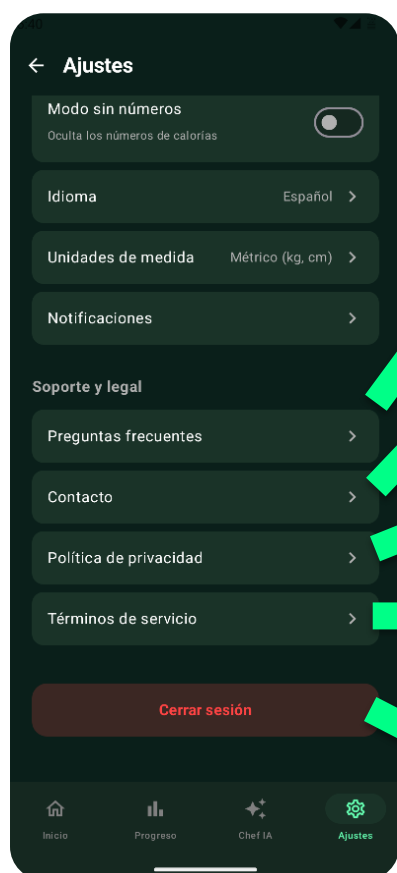 Ajustes
Modo sin números
Oculta los números de calorías
Idioma Español
Unidades de medida Métrico (kg, cm)
Notificaciones
Soporte y legal
Preguntas frecuentes
Contacto
Política de privacidad
Términos de servicio
Cerrar sesión
Inicio Progreso Chef IA Ajustes